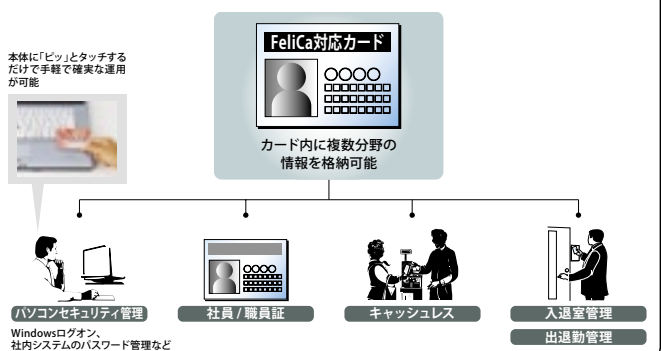 FeliCa対応カード
カード内に複数分野の
情報を格納可能
本体に「ピッ」とタッチする
だけで手軽で確実な運用
が可能
パソコンセキュリティ管理
Windowsログオン、
社内システムのパスワード管理など
社員 / 職員証
キャッシュレス
入退室管理
出退勤管理